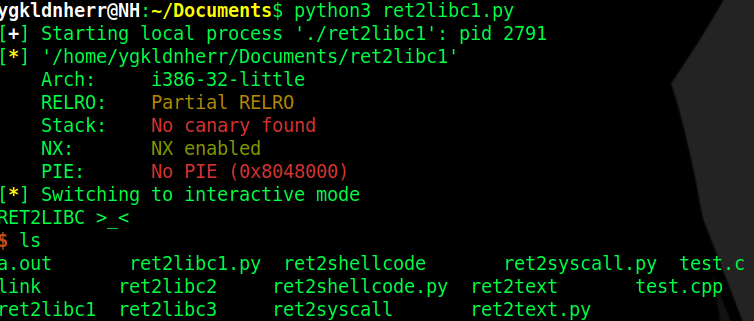 ygkldnherr@NH:~/Documents$ python3 ret2libc1.py
[+] Starting local process './ret2libc1': pid 2791
[*] '/home/ygkldnherr/Documents/ret2libc1'
    Arch:     i386-32-little
    RELRO:    Partial RELRO
    Stack:    No canary found
    NX:       NX enabled
    PIE:      No PIE (0x8048000)
[*] Switching to interactive mode
RET2LIBC >_<
$ ls
a.out       ret2libc1.py  ret2shellcode       ret2syscall.py  test.c
link       ret2libc2     ret2shellcode.py  ret2text       test.cpp
ret2libc1  ret2libc3     ret2syscall       ret2text.py